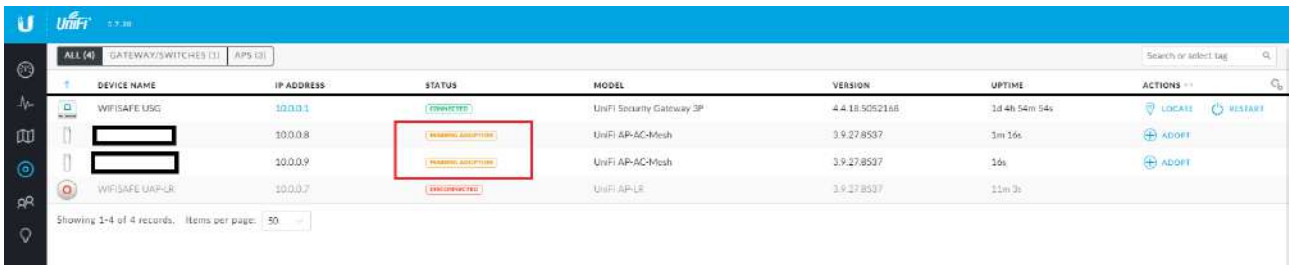 UniFi 5.7.20
ALL (4) GATEWAY/SWITCHES (1) APS (3) Search or select tag
DEVICE NAME IP ADDRESS STATUS MODEL VERSION UPTIME ACTIONS
WIFISAFE USG 10.0.0.1 CONNECTED UniFi Security Gateway 3P 4.4.18.5052168 1d 4h 54m 54s LOCATE RESTART
10.0.0.8 PENDING ADOPTION UniFi AP-AC-Mesh 3.9.27.8537 1m 16s ADOPT
10.0.0.9 PENDING ADOPTION UniFi AP-AC-Mesh 3.9.27.8537 16s ADOPT
WIFISAFE UAP-LR 10.0.0.7 DISCONNECTED UniFi AP-LR 3.9.27.8537 11m 3s
Showing 1-4 of 4 records. Items per page: 50